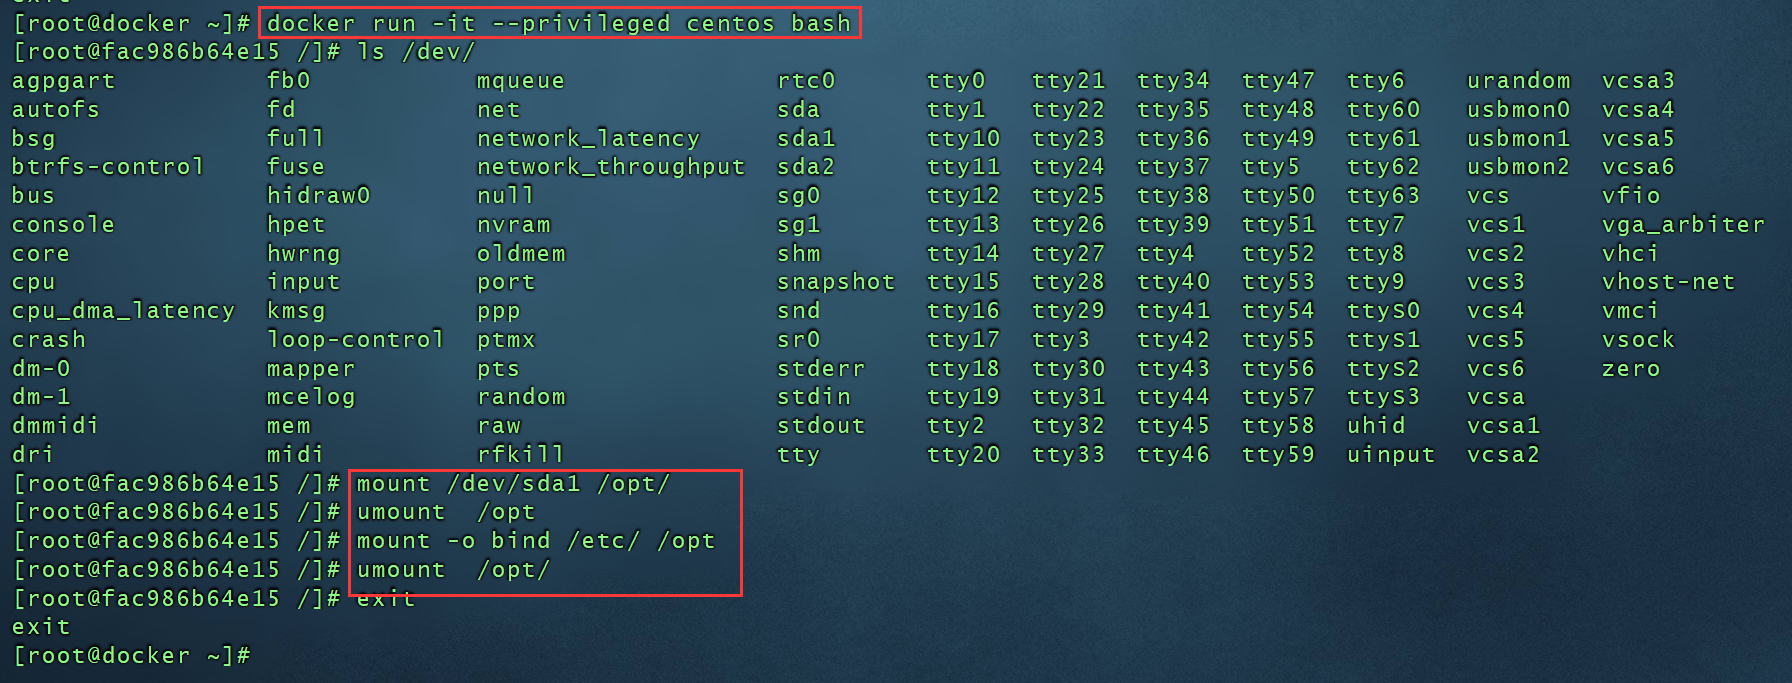 exit
[root@docker ~]# docker run -it --privileged centos bash
[root@fac986b64e15 /]# ls /dev/
agpgart fb0 mqueue rtc0 tty0 tty21 tty34 tty47 tty6 urandom vcsa3
autofs fd net sda tty1 tty22 tty35 tty48 tty60 usbmon0 vcsa4
bsg full network_latency sda1 tty10 tty23 tty36 tty49 tty61 usbmon1 vcsa5
btrfs-control fuse network_throughput sda2 tty11 tty24 tty37 tty5 tty62 usbmon2 vcsa6
bus hidraw0 null sg0 tty12 tty25 tty38 tty50 tty63 vcs vfio
console hpet nvram sg1 tty13 tty26 tty39 tty51 tty7 vcs1 vga_arbiter
core hwrng oldmem shm tty14 tty27 tty4 tty52 tty8 vcs2 vhci
cpu input port snapshot tty15 tty28 tty40 tty53 tty9 vcs3 vhost-net
cpu_dma_latency kmsg ppp snd tty16 tty29 tty41 tty54 ttyS0 vcs4 vmci
crash loop-control ptmx sr0 tty17 tty3 tty42 tty55 ttyS1 vcs5 vsock
dm-0 mapper pts stderr tty18 tty30 tty43 tty56 ttyS2 vcs6 zero
dm-1 mcelog random stdin tty19 tty31 tty44 tty57 ttyS3 vcsa
dmmidi mem raw stdout tty2 tty32 tty45 tty58 uhid vcsa1
dri midi rfkill tty tty20 tty33 tty46 tty59 uinput vcsa2
[root@fac986b64e15 /]# mount /dev/sda1 /opt/
[root@fac986b64e15 /]# umount  /opt
[root@fac986b64e15 /]# mount -o bind /etc/ /opt
[root@fac986b64e15 /]# umount  /opt/
[root@fac986b64e15 /]# exit
exit
[root@docker ~]#